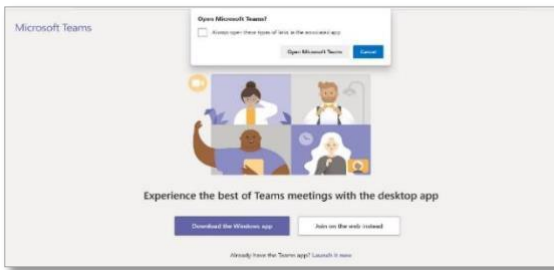 Microsoft Teams
Open Microsoft Teams?
Always open these types of links in the associated app
Open Microsoft Teams
Cancel
Experience the best of Teams meetings with the desktop app
Download the Windows app
Join on the web instead
Already have the Teams app? Launch it now